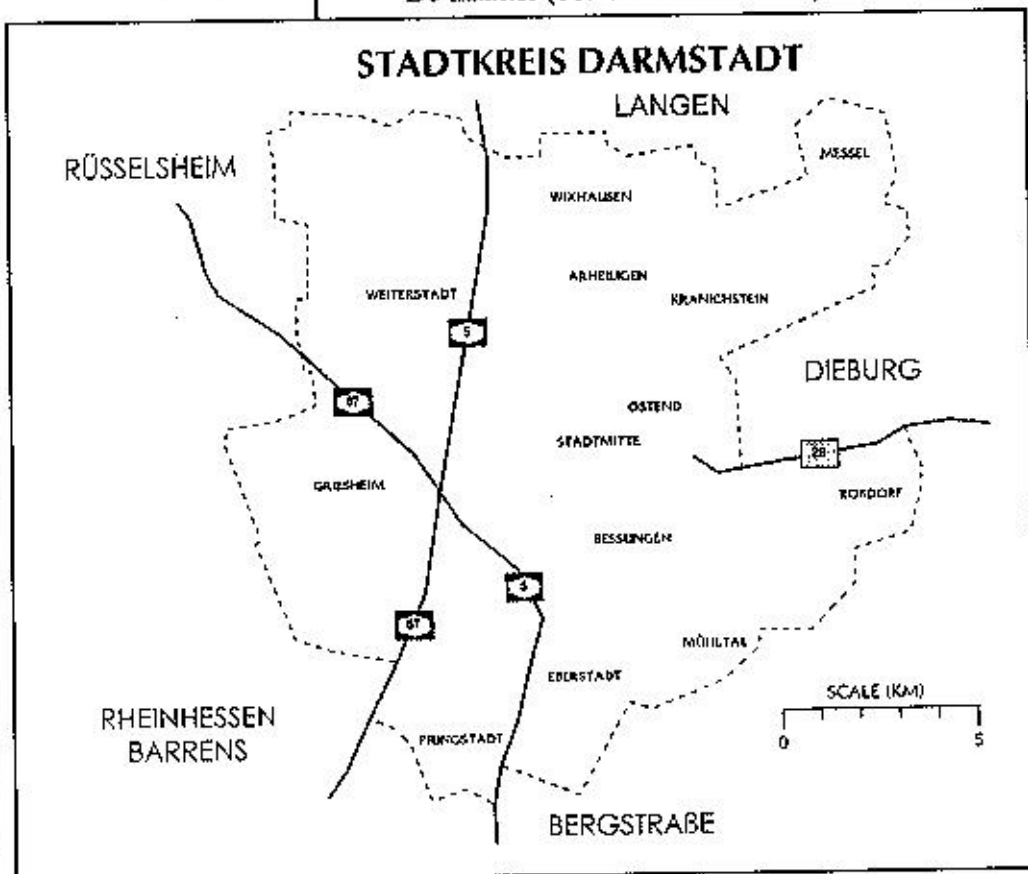 STADTKREIS DARMSTADT
LANGEN
MESSEL
RÜSSELSHEIM
WIXHAUSEN
ARHEILIGEN
WEITERSTADT
KRANICHSTEIN
5
DIEBURG
67
OSTEND
STADTMITTE
26
GRIESHEIM
ROßDORF
BESSUNGEN
5
67
MÜHLTAL
EBERSTADT
SCALE (KM)
RHEINHESSEN
BARRENS
PFUNGSTADT
0 5
BERGSTRAßE